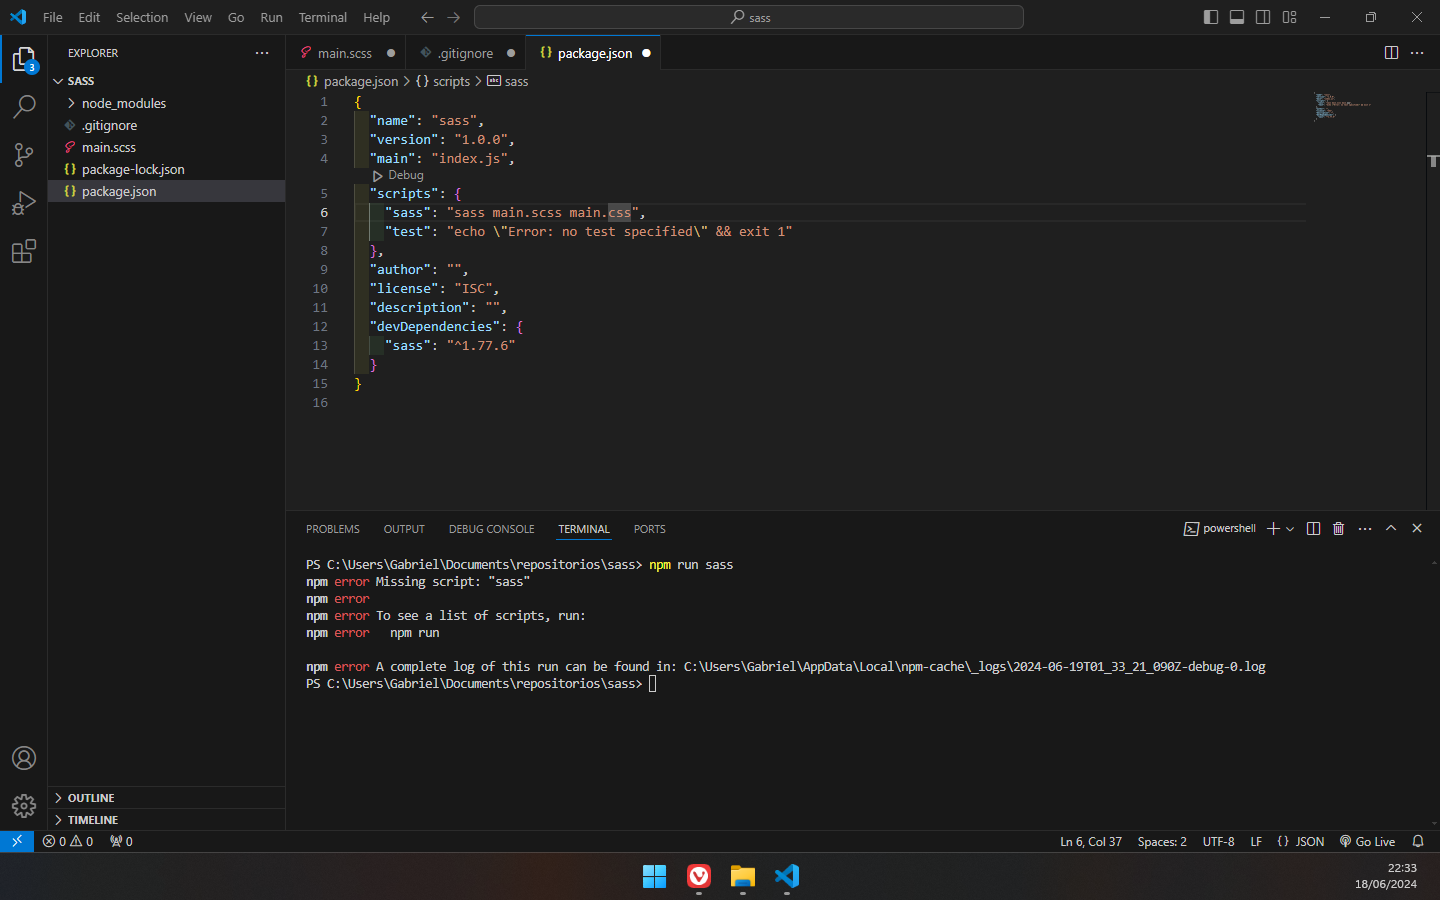 File Edit Selection View Go Run Terminal Help
sass
EXPLORER
SASS
node_modules
.gitignore
main.scss
package-lock.json
package.json
3
main.scss
.gitignore
{} package.json
{} package.json > {} scripts > abc sass
1 {
2 "name": "sass",
3 "version": "1.0.0",
4 "main": "index.js",
Debug
5 "scripts": {
6 "sass": "sass main.scss main.css",
7 "test": "echo \"Error: no test specified\" && exit 1"
8 },
9 "author": "",
10 "license": "ISC",
11 "description": "",
12 "devDependencies": {
13 "sass": "^1.77.6"
14 }
15 }
16
PROBLEMS OUTPUT DEBUG CONSOLE TERMINAL PORTS
powershell
PS C:\Users\Gabriel\Documents\repositorios\sass> npm run sass
npm error Missing script: "sass"
npm error
npm error To see a list of scripts, run:
npm error   npm run
npm error A complete log of this run can be found in: C:\Users\Gabriel\AppData\Local\npm-cache\_logs\2024-06-19T01_33_21_090Z-debug-0.log
PS C:\Users\Gabriel\Documents\repositorios\sass>
OUTLINE
TIMELINE
0 0 0
Ln 6, Col 37 Spaces: 2 UTF-8 LF {} JSON Go Live
22:33
18/06/2024